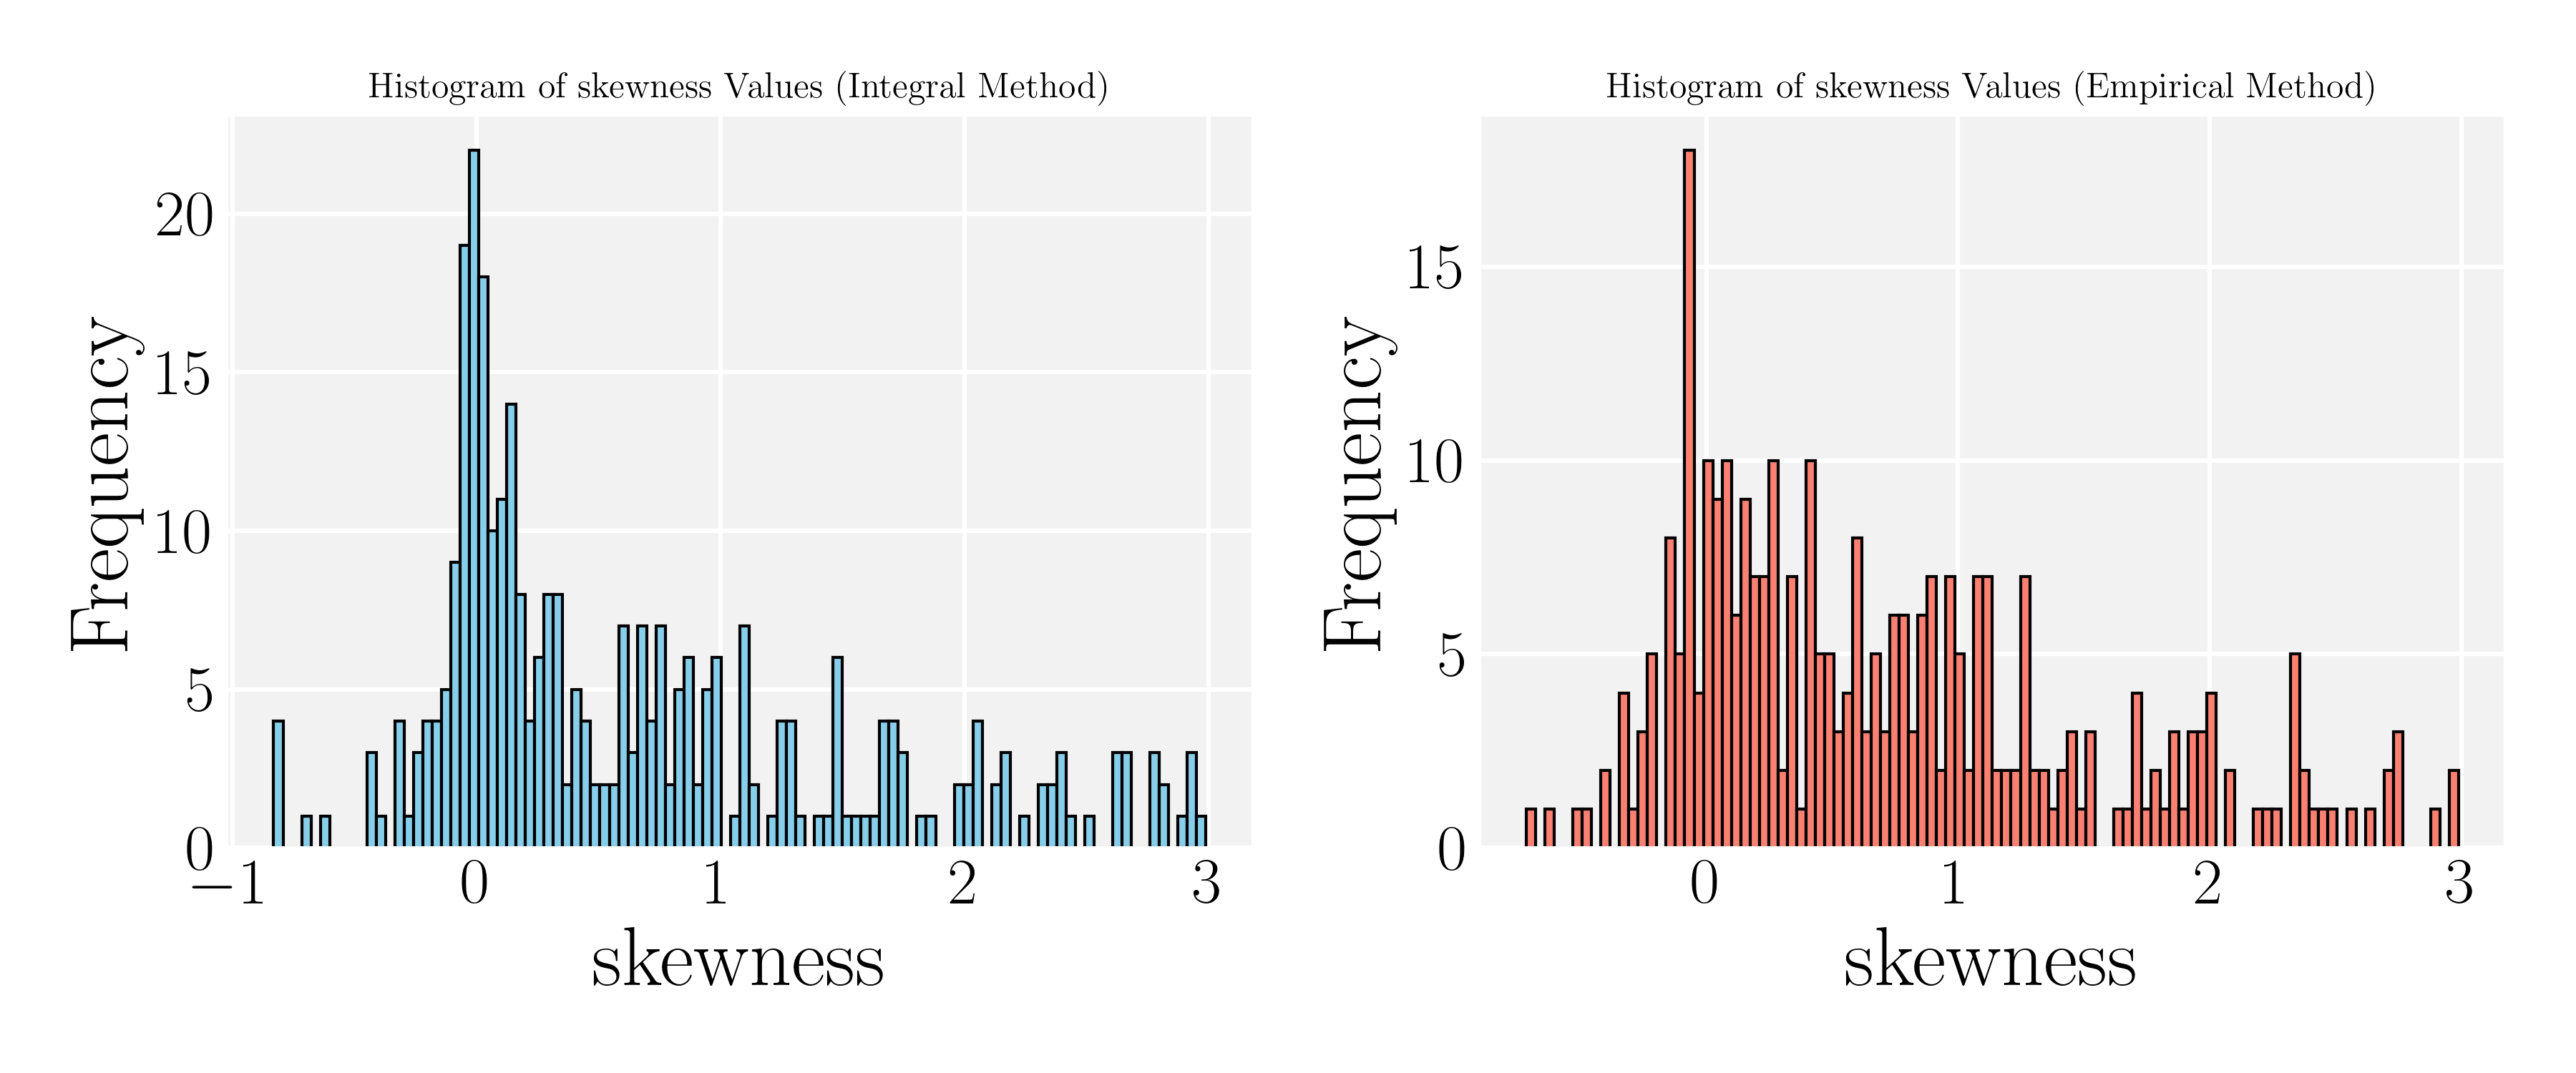 Histogram of skewness Values (Integral Method)
Frequency
20
15
10
5
0
−1 0 1 2 3
skewness
Histogram of skewness Values (Empirical Method)
Frequency
15
10
5
0
0 1 2 3
skewness